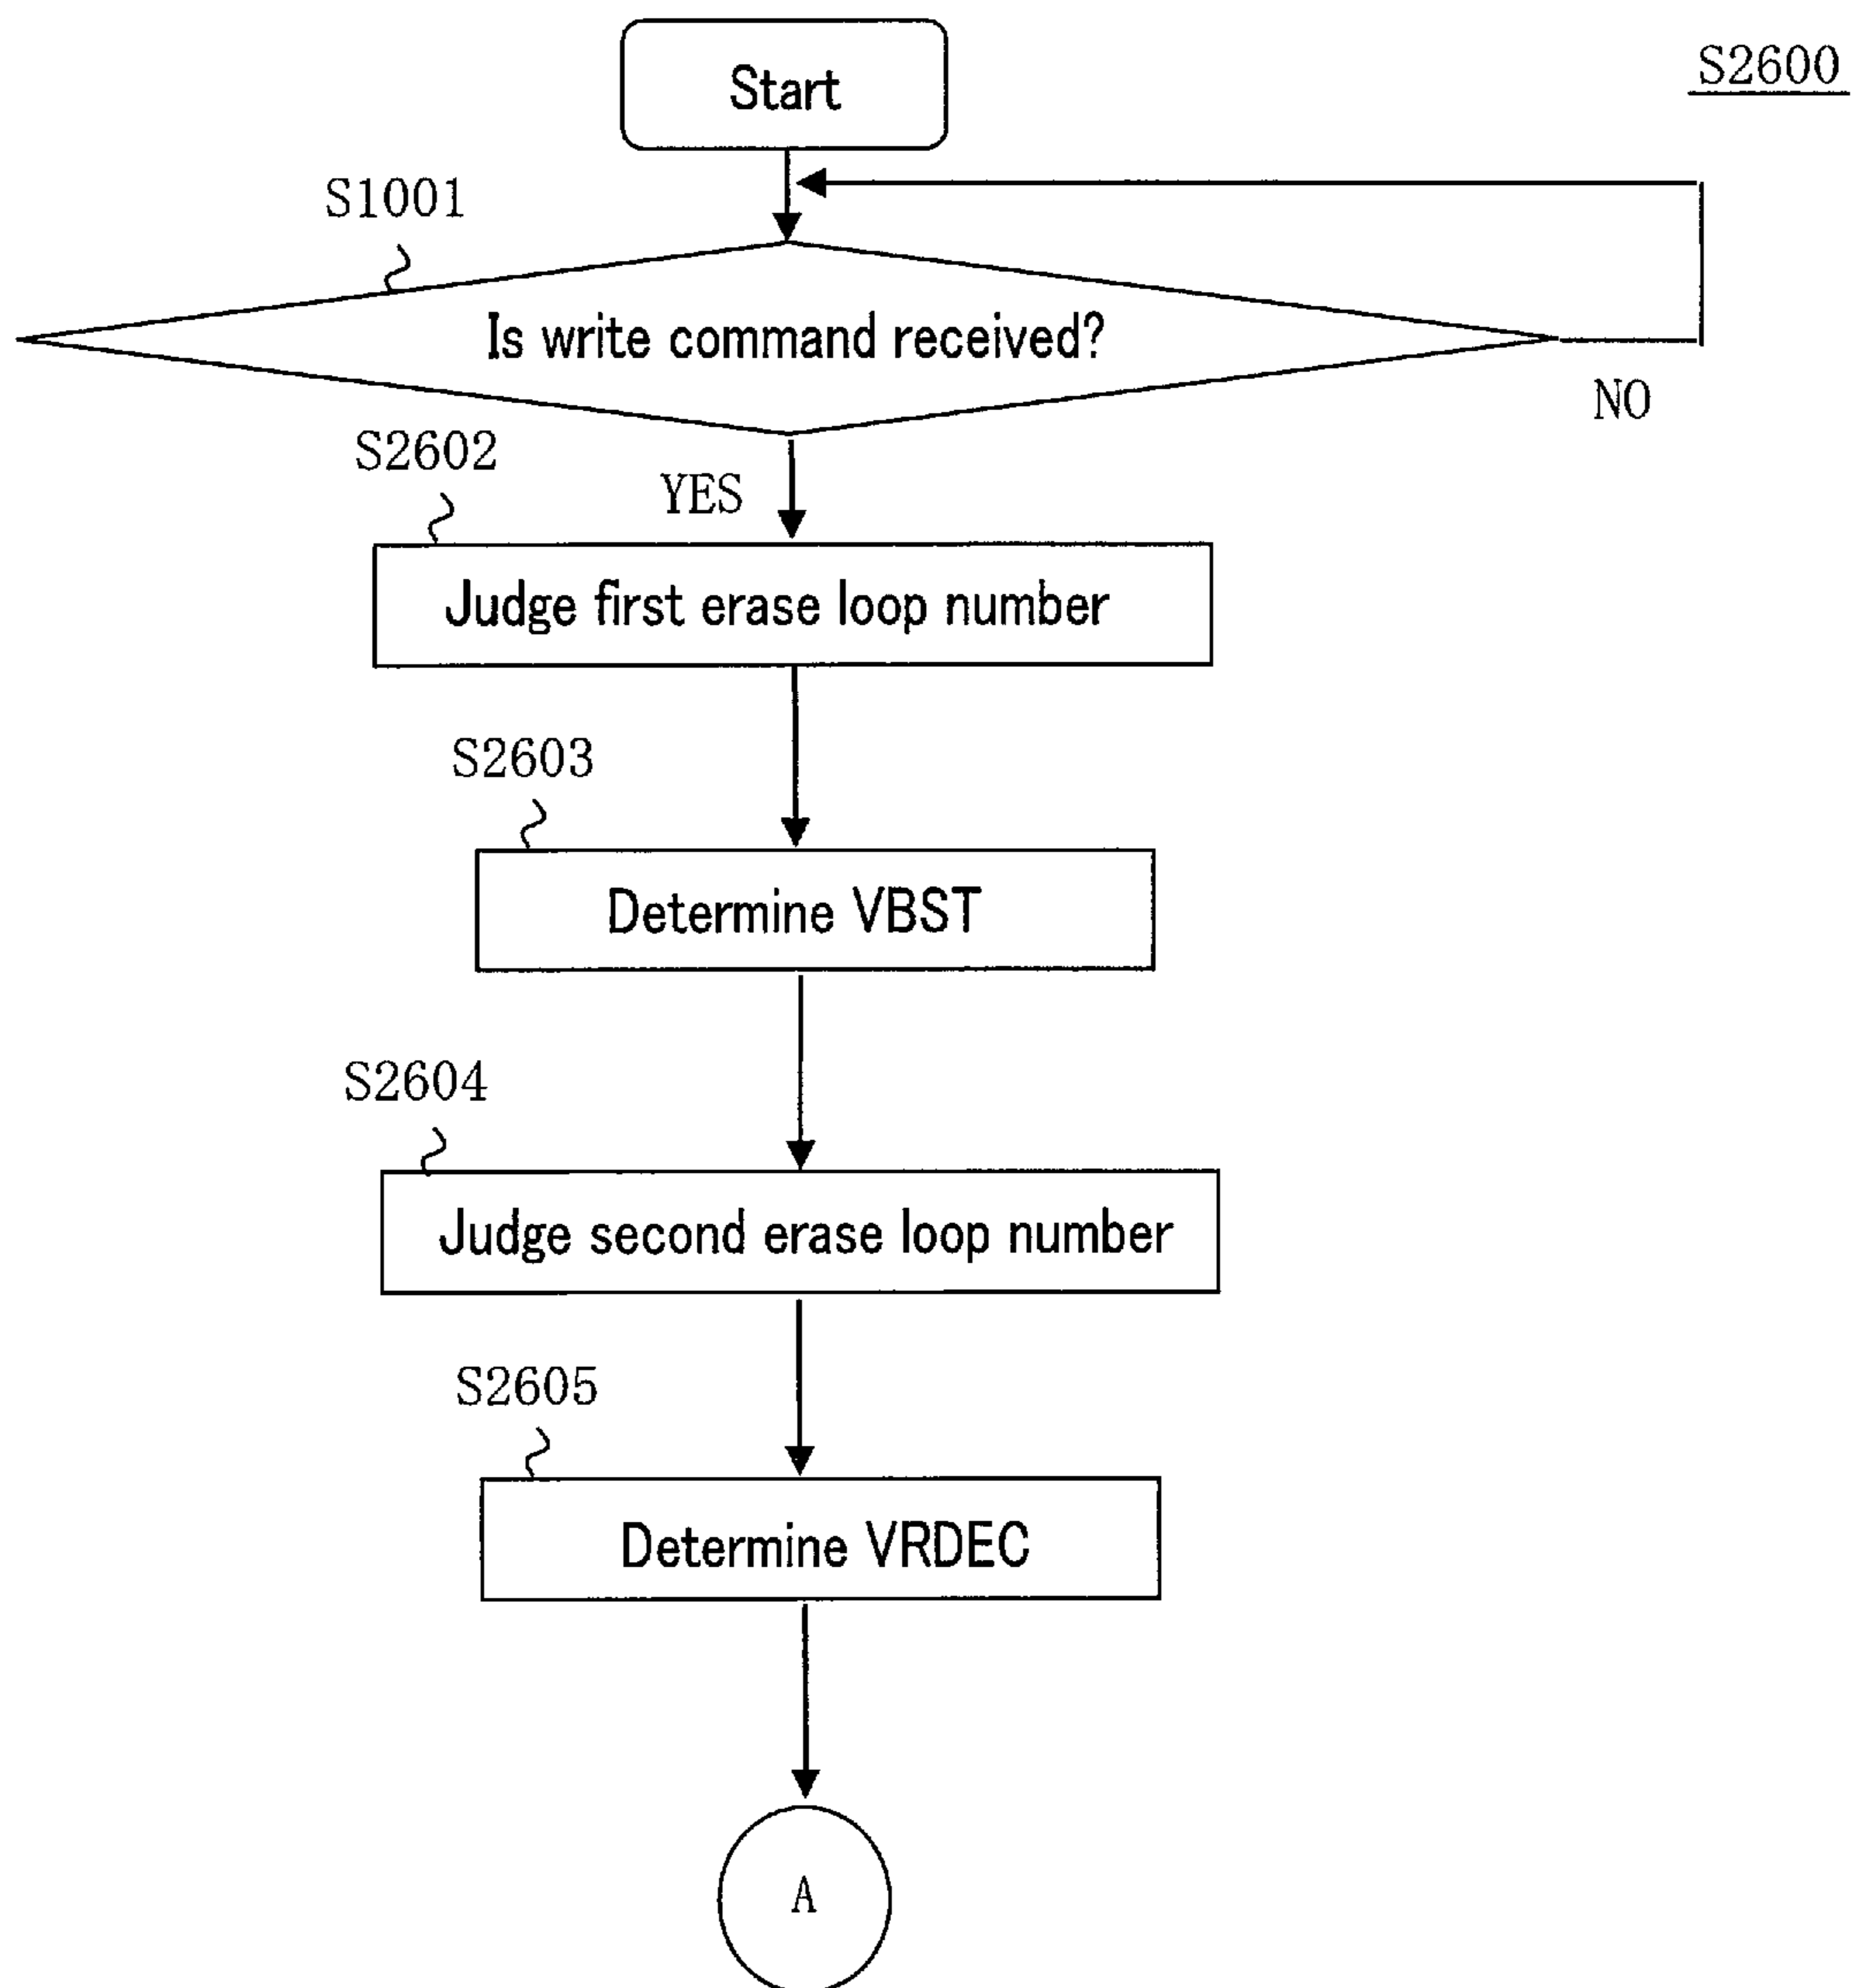 Start
S2600
S1001
Is write command received?
NO
S2602
YES
Judge first erase loop number
S2603
Determine VBST
S2604
Judge second erase loop number
S2605
Determine VRDEC
A